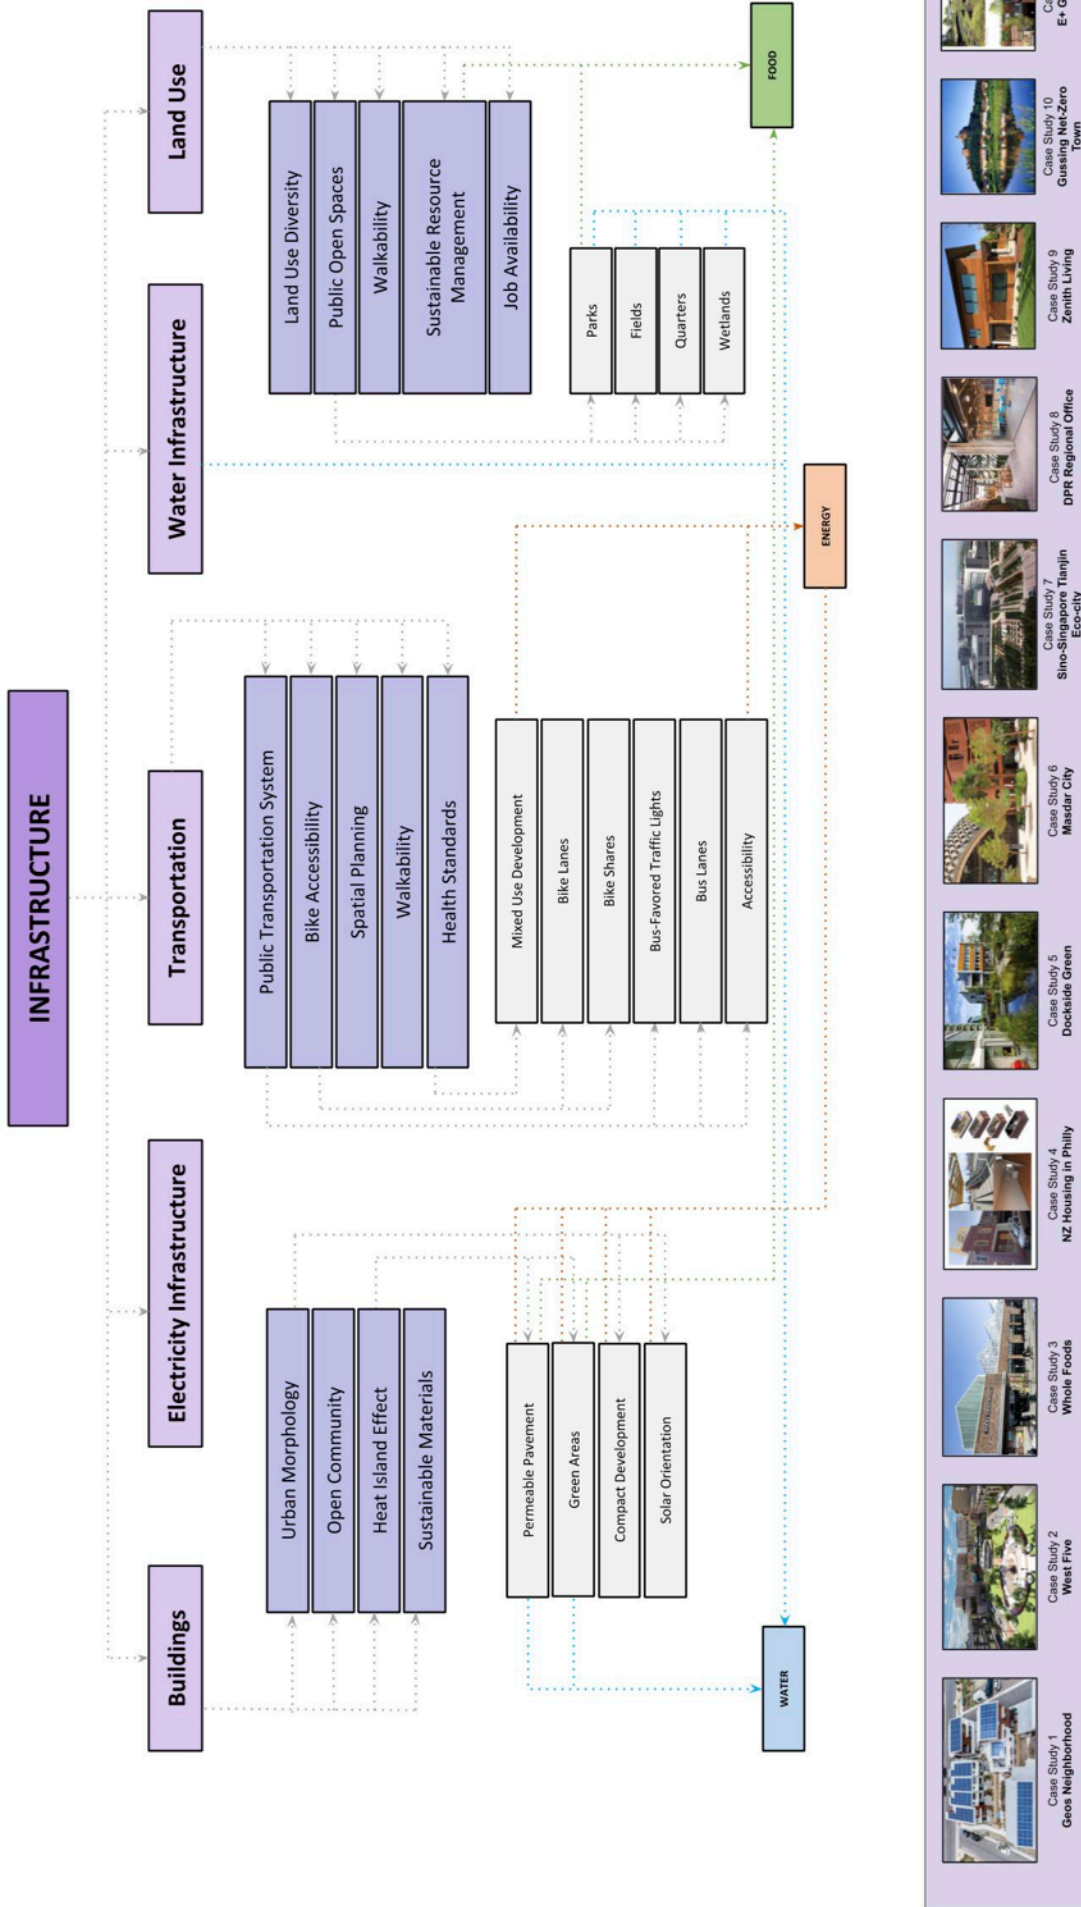 INFRASTRUCTURE
Buildings
Electricity Infrastructure
Transportation
Water Infrastructure
Land Use
Urban Morphology
Open Community
Heat Island Effect
Sustainable Materials
Permeable Pavement
Green Areas
Compact Development
Solar Orientation
Public Transportation System
Bike Accessibility
Spatial Planning
Walkability
Health Standards
Mixed Use Development
Bike Lanes
Bike Shares
Bus-Favored Traffic Lights
Bus Lanes
Accessibility
Land Use Diversity
Public Open Spaces
Walkability
Sustainable Resource
Management
Job Availability
Parks
Fields
Quarters
Wetlands
WATER
ENERGY
FOOD
Case Study 1
Geos Neighborhood
Case Study 2
West Five
Case Study 3
Whole Foods
Case Study 4
NZ Housing in Philly
Case Study 5
Dockside Green
Case Study 6
Masdar City
Case Study 7
Sino-Singapore Tianjin
Eco-city
Case Study 8
DPR Regional Office
Case Study 9
Zenith Living
Case Study 10
Gussing Net-Zero
Town
Ca
E+ G